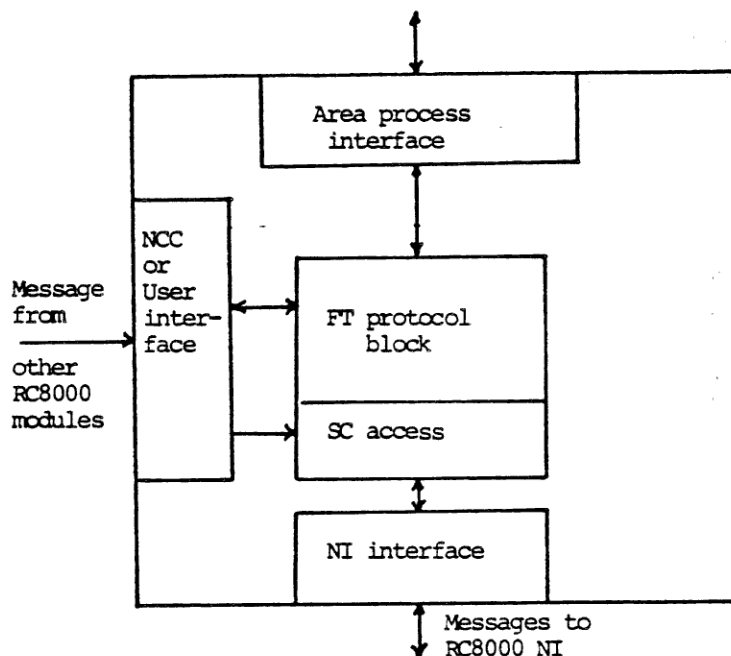 Area process
interface
NCC
or
User
inter-
face
Message
from
other
RC8000
modules
FT protocol
block
SC access
NI interface
Messages to
RC8000 NI